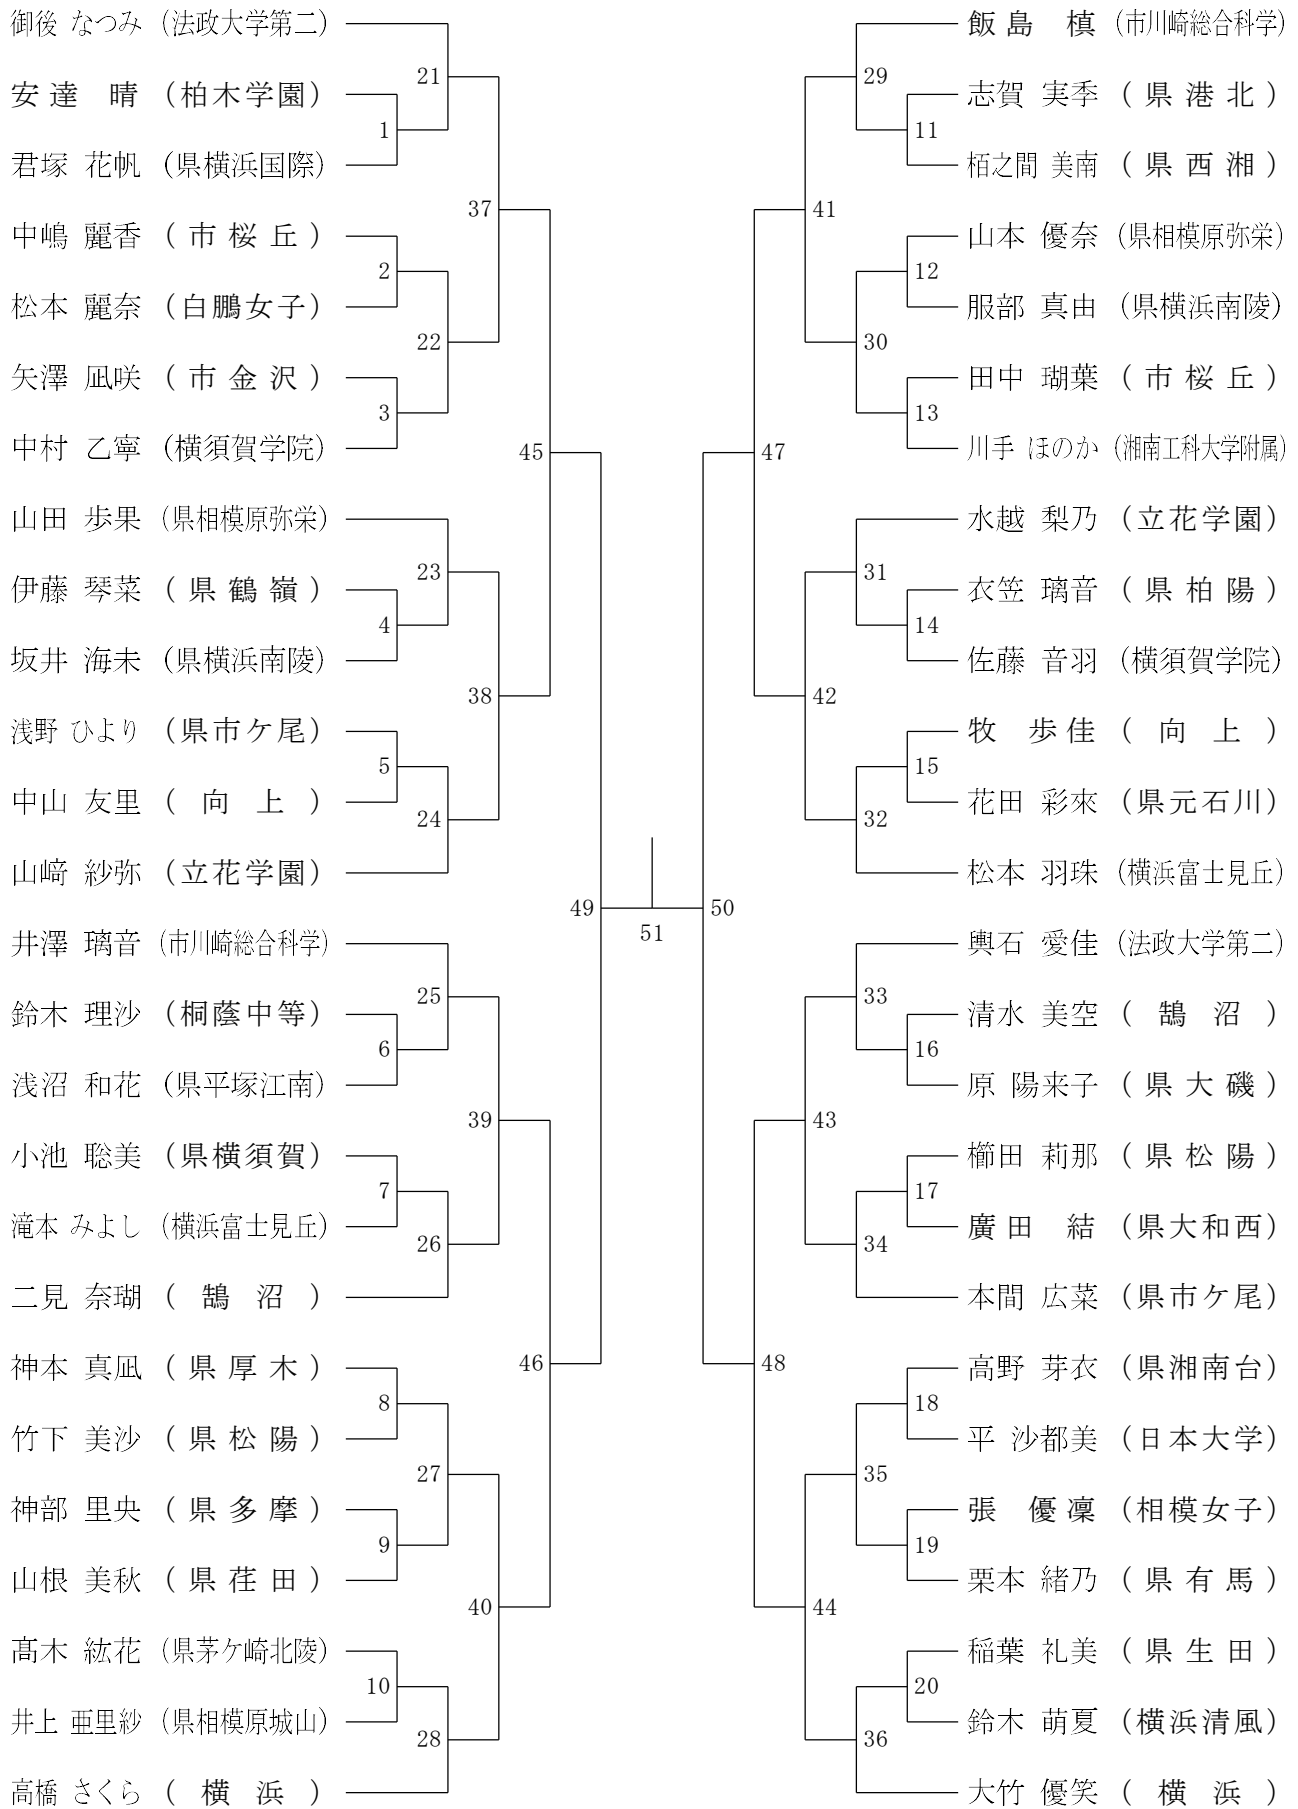 御後 なつみ (法政大学第二)
21
安達 晴 (柏木学園)
1
君塚 花帆 (県横浜国際)
37
中嶋 麗香 (市桜丘)
2
松本 麗奈 (白鵬女子)
22
矢澤 凪咲 (市金沢)
3
中村 乙寧 (横須賀学院)
45
山田 歩果 (県相模原弥栄)
23
伊藤 琴菜 (県鶴嶺)
4
坂井 海未 (県横浜南陵)
38
浅野 ひより (県市ケ尾)
5
中山 友里 (向上)
24
山﨑 紗弥 (立花学園)
49
井澤 璃音 (市川崎総合科学)
25
鈴木 理沙 (桐蔭中等)
6
浅沼 和花 (県平塚江南)
39
小池 聡美 (県横須賀)
7
滝本 みよし (横浜富士見丘)
26
二見 奈瑚 (鵠沼)
46
神本 真凪 (県厚木)
8
竹下 美沙 (県松陽)
27
神部 里央 (県多摩)
9
山根 美秋 (県荏田)
40
髙木 紘花 (県茅ケ崎北陵)
10
井上 亜里紗 (県相模原城山)
28
高橋 さくら (横浜)
51
飯島 槙 (市川崎総合科学)
29
志賀 実季 (県港北)
11
栢之間 美南 (県西湘)
41
山本 優奈 (県相模原弥栄)
12
服部 真由 (県横浜南陵)
30
田中 瑚葉 (市桜丘)
13
川手 ほのか (湘南工科大学附属)
47
水越 梨乃 (立花学園)
31
衣笠 璃音 (県柏陽)
14
佐藤 音羽 (横須賀学院)
42
牧 歩佳 (向上)
15
花田 彩來 (県元石川)
32
松本 羽珠 (横浜富士見丘)
50
輿石 愛佳 (法政大学第二)
33
清水 美空 (鵠沼)
16
原 陽来子 (県大磯)
43
櫛田 莉那 (県松陽)
17
廣田 結 (県大和西)
34
本間 広菜 (県市ケ尾)
48
高野 芽衣 (県湘南台)
18
平 沙都美 (日本大学)
35
張 優凜 (相模女子)
19
栗本 緒乃 (県有馬)
44
稲葉 礼美 (県生田)
20
鈴木 萌夏 (横浜清風)
36
大竹 優笑 (横浜)